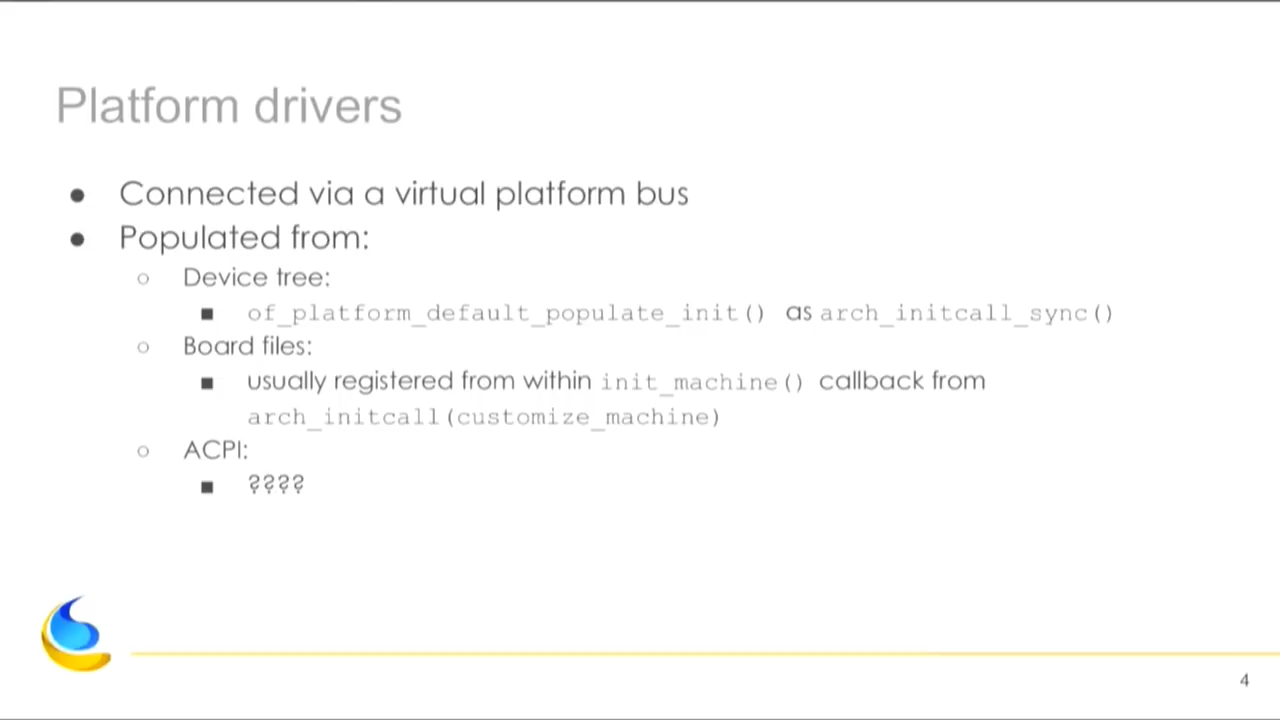 Platform drivers
● Connected via a virtual platform bus
● Populated from:
○ Device tree:
■ of_platform_default_populate_init() as arch_initcall_sync()
○ Board files:
■ usually registered from within init_machine() callback from
arch_initcall(customize_machine)
○ ACPI:
■ ????
4